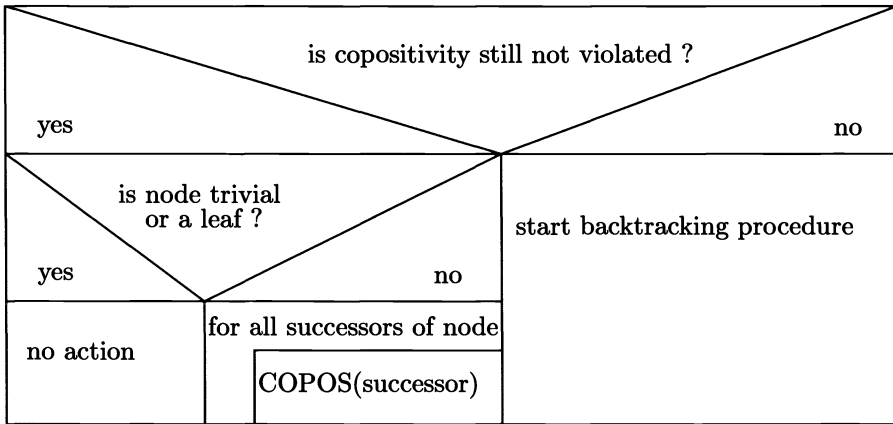 is copositivity still not violated ?
yes
no
is node trivial
or a leaf ?
start backtracking procedure
yes
no
for all successors of node
no action
COPOS(successor)